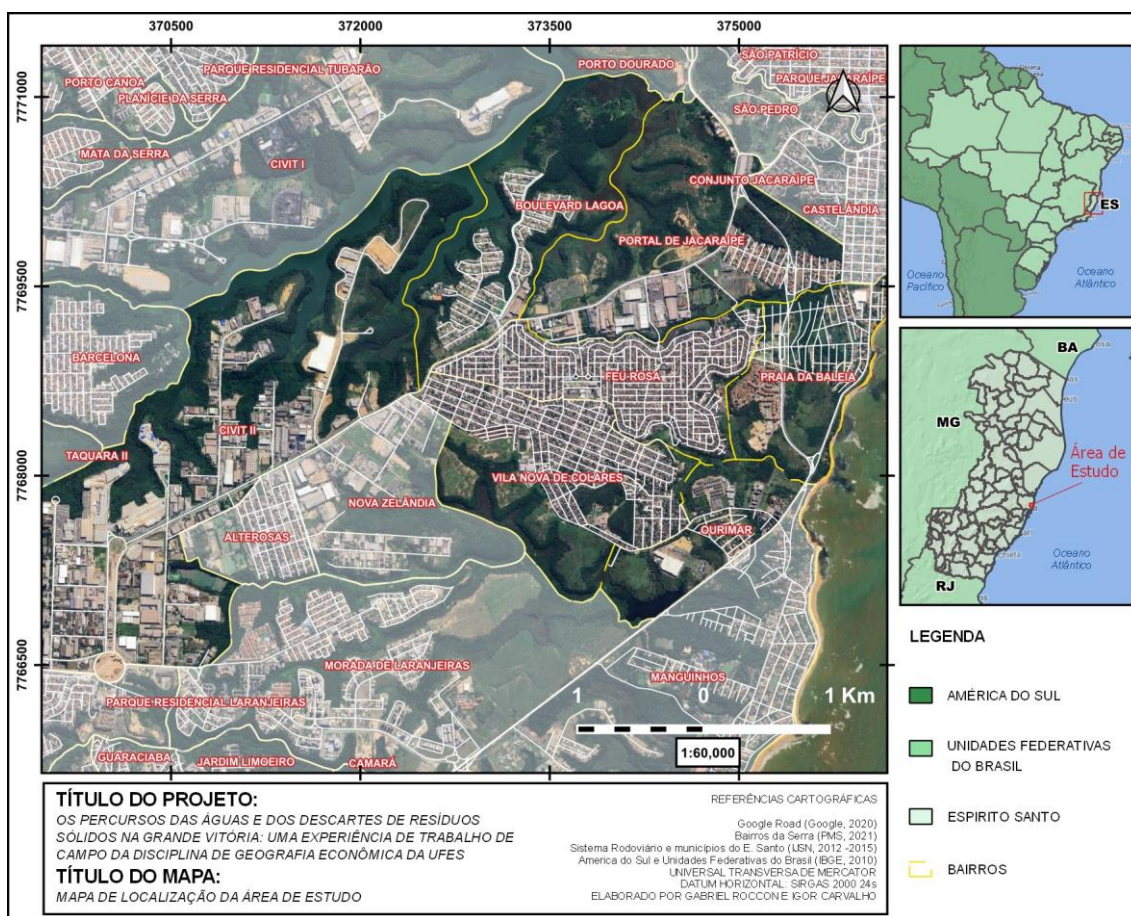 370500
372000
373500
375000
7771000
7769500
7768000
7766500
PORTO CANOA
PLANÍCIE DA SERRA
PARQUE RESIDENCIAL TUBARÃO
PORTO DOURADO
SÃO PATRÍCIO
PARQUE JACARAÍPE
SÃO PEDRO
MATA DA SERRA
CIVIT I
CONJUNTO JACARAÍPE
BOULEVARD LAGOA
CASTELÂNDIA
PORTAL DE JACARAÍPE
BARCELONA
FEU ROSA
PRAIA DA BALEIA
CIVIT II
TAQUARA II
VILA NOVA DE COLARES
NOVA ZELÂNDIA
OURIMAR
ALTEROSAS
MORADA DE LARANJEIRAS
MANGUINHOS
PARQUE RESIDENCIAL LARANJEIRAS
GUARACIABA
JARDIM LIMOEIRO
CAMARÁ
1 0 1 Km
1:60,000
ES
Oceano
Pacífico
Oceano
Atlântico
BA
MG
Área de
Estudo
Oceano
Atlântico
RJ
LEGENDA
AMÉRICA DO SUL
UNIDADES FEDERATIVAS
DO BRASIL
ESPIRITO SANTO
BAIRROS
TÍTULO DO PROJETO:
OS PERCURSOS DAS ÁGUAS E DOS DESCARTES DE RESÍDUOS
SÓLIDOS NA GRANDE VITÓRIA: UMA EXPERIÊNCIA DE TRABALHO DE
CAMPO DA DISCIPLINA DE GEOGRAFIA ECONÔMICA DA UFES
TÍTULO DO MAPA:
MAPA DE LOCALIZAÇÃO DA ÁREA DE ESTUDO
REFERÊNCIAS CARTOGRÁFICAS
Google Road (Google, 2020)
Bairros da Serra (PMS, 2021)
Sistema Rodoviário e municípios do E. Santo (IJSN, 2012 -2015)
America do Sul e Unidades Federativas do Brasil (IBGE, 2010)
UNIVERSAL TRANSVERSA DE MERCATOR
DATUM HORIZONTAL: SIRGAS 2000 24s
ELABORADO POR GABRIEL ROCCON E IGOR CARVALHO